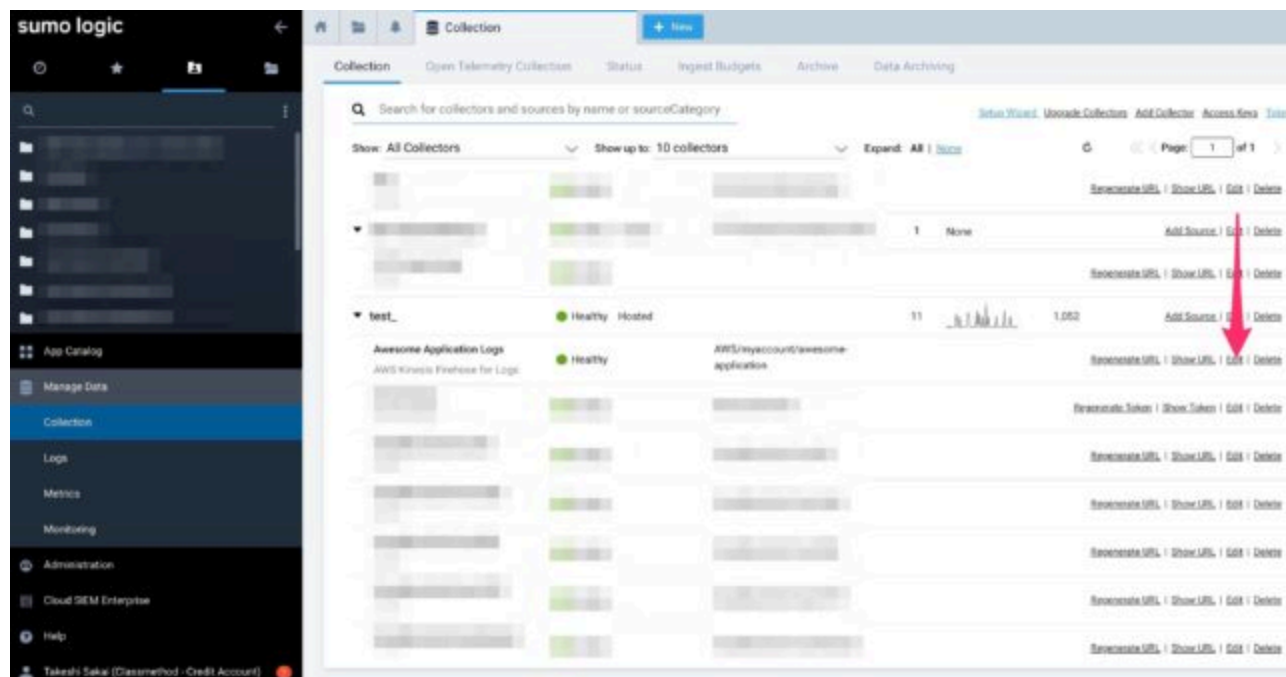 sumo logic
Collection
+ New
Collection Open Telemetry Collection Status Ingest Budgets Archive Data Archiving
Search for collectors and sources by name or sourceCategory
Setup Wizard Upgrade Collectors Add Collector Access Keys
Show: All Collectors Show up to: 10 collectors Expand: All | None Page: 1 of 1
Regenerate URL | Show URL | Edit | Delete
1 None Add Source | Edit | Delete
Regenerate URL | Show URL | Edit | Delete
test_ Healthy Hosted 11 1,052 Add Source | Delete
Awesome Application Logs
AWS Kinesis Firehose for Logs
Healthy
AWS/myaccount/awesome-
application
Regenerate URL | Show URL | Edit | Delete
Regenerate Token | Show Token | Edit | Delete
Regenerate URL | Show URL | Edit | Delete
Regenerate URL | Show URL | Edit | Delete
Regenerate URL | Show URL | Edit | Delete
Regenerate URL | Show URL | Edit | Delete
Regenerate URL | Show URL | Edit | Delete
App Catalog
Manage Data
Collection
Logs
Metrics
Monitoring
Administration
Cloud SIEM Enterprise
Help
Takeshi Sakai (Classmethod - Credit Account)